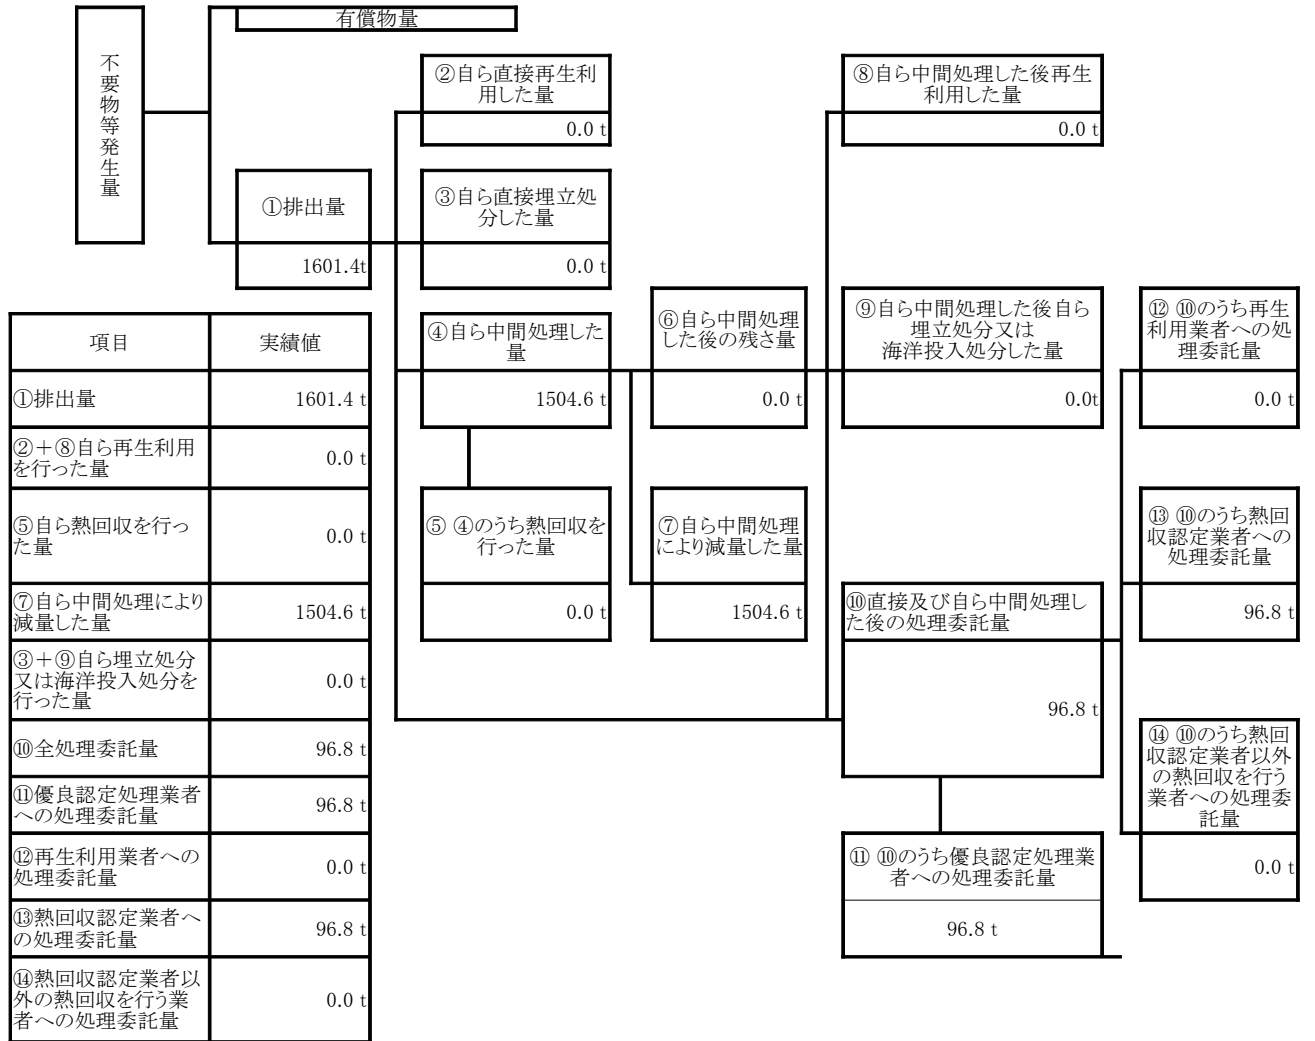 有償物量
不要物等発生量
②自ら直接再生利
用した量
0.0 t
⑧自ら中間処理した後再生
利用した量
0.0 t
①排出量
1601.4t
③自ら直接埋立処
分した量
0.0 t
④自ら中間処理した
量
1504.6 t
⑥自ら中間処理
した後の残さ量
0.0 t
⑨自ら中間処理した後自ら
埋立処分又は
海洋投入処分した量
0.0t
⑫ ⑩のうち再生
利用業者への処
理委託量
0.0 t
⑤ ④のうち熱回収を
行った量
0.0 t
⑦自ら中間処理
により減量した量
1504.6 t
⑩直接及び自ら中間処理し
た後の処理委託量
96.8 t
⑬ ⑩のうち熱回
収認定業者への
処理委託量
96.8 t
⑭ ⑩のうち熱回
収認定業者以外
の熱回収を行う
業者への処理委
託量
0.0 t
⑪ ⑩のうち優良認定処理業
者への処理委託量
96.8 t
項目 実績値
①排出量 1601.4 t
②＋⑧自ら再生利用
を行った量
0.0 t
⑤自ら熱回収を行っ
た量
0.0 t
⑦自ら中間処理により
減量した量
1504.6 t
③＋⑨自ら埋立処分
又は海洋投入処分を
行った量
0.0 t
⑩全処理委託量 96.8 t
⑪優良認定処理業者
への処理委託量
96.8 t
⑫再生利用業者への
処理委託量
0.0 t
⑬熱回収認定業者へ
の処理委託量
96.8 t
⑭熱回収認定業者以
外の熱回収を行う業
者への処理委託量
0.0 t